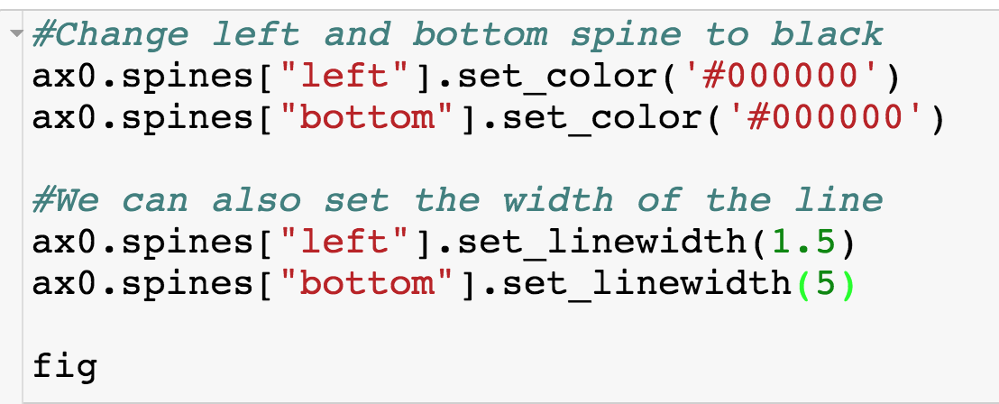 #Change left and bottom spine to black
ax0.spines["left"].set_color('#000000')
ax0.spines["bottom"].set_color('#000000')
#We can also set the width of the line
ax0.spines["left"].set_linewidth(1.5)
ax0.spines["bottom"].set_linewidth(5)
fig